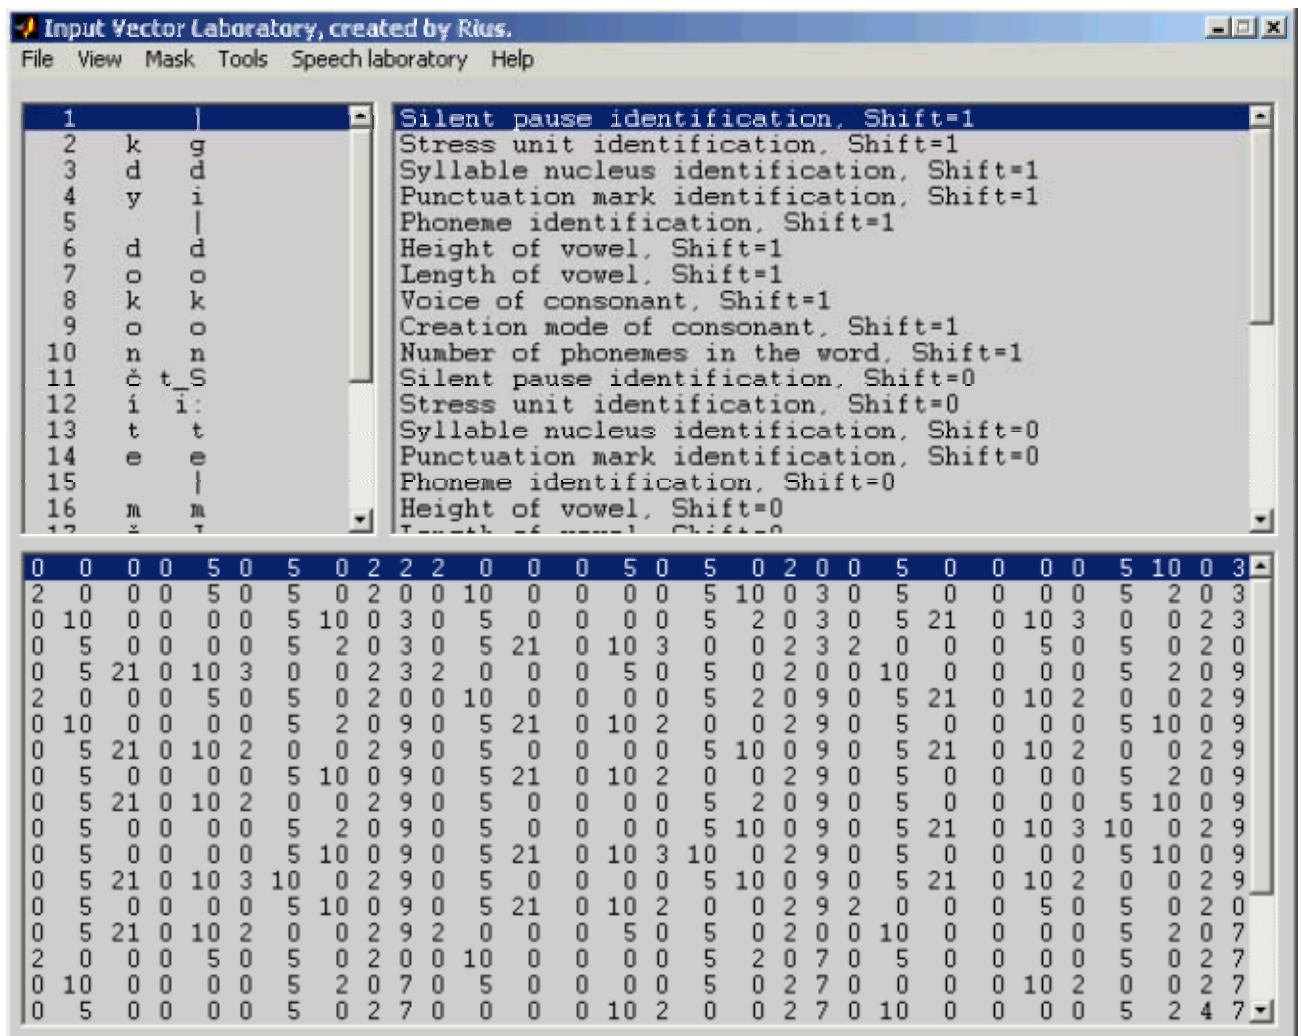 Input Vector Laboratory, created by Rius.
File View Mask Tools Speech laboratory Help
1 |
2 k g
3 d d
4 y i
5 |
6 d d
7 o o
8 k k
9 o o
10 n n
11 č t_S
12 í i:
13 t t
14 e e
15 |
16 m m
Silent pause identification, Shift=1
Stress unit identification, Shift=1
Syllable nucleus identification, Shift=1
Punctuation mark identification, Shift=1
Phoneme identification, Shift=1
Height of vowel, Shift=1
Length of vowel, Shift=1
Voice of consonant, Shift=1
Creation mode of consonant, Shift=1
Number of phonemes in the word, Shift=1
Silent pause identification, Shift=0
Stress unit identification, Shift=0
Syllable nucleus identification, Shift=0
Punctuation mark identification, Shift=0
Phoneme identification, Shift=0
Height of vowel, Shift=0
Length of vowel, Shift=0
0 0 0 0 5 0 5 0 2 2 2 0 0 0 5 0 5 0 2 0 0 5 0 0 0 0 5 10 0 3
2 0 0 0 5 0 5 0 2 0 0 10 0 0 0 0 5 10 0 3 0 5 0 0 0 0 5 2 0 3
0 10 0 0 0 0 5 10 0 3 0 5 0 0 0 0 5 2 0 3 0 5 21 0 10 3 0 0 2 3
0 5 0 0 0 0 5 2 0 3 0 5 21 0 10 3 0 0 2 3 2 0 0 0 5 0 5 0 2 0
0 5 21 0 10 3 0 0 2 3 2 0 0 0 5 0 5 0 2 0 0 10 0 0 0 0 5 2 0 9
2 0 0 0 5 0 5 0 2 0 0 10 0 0 0 0 5 2 0 9 0 5 21 0 10 2 0 0 2 9
0 10 0 0 0 0 5 2 0 9 0 5 21 0 10 2 0 0 2 9 0 5 0 0 0 0 5 10 0 9
0 5 21 0 10 2 0 0 2 9 0 5 0 0 0 0 5 10 0 9 0 5 21 0 10 2 0 0 2 9
0 5 0 0 0 0 5 10 0 9 0 5 21 0 10 2 0 0 2 9 0 5 0 0 0 0 5 2 0 9
0 5 21 0 10 2 0 0 2 9 0 5 0 0 0 0 5 2 0 9 0 5 0 0 0 0 5 10 0 9
0 5 0 0 0 0 5 2 0 9 0 5 0 0 0 0 5 10 0 9 0 5 21 0 10 3 10 0 2 9
0 5 0 0 0 0 5 10 0 9 0 5 21 0 10 3 10 0 2 9 0 5 0 0 0 0 5 10 0 9
0 5 21 0 10 3 10 0 2 9 0 5 0 0 0 0 5 10 0 9 0 5 21 0 10 2 0 0 2 9
0 5 0 0 0 0 5 10 0 9 0 5 21 0 10 2 0 0 2 9 2 0 0 0 5 0 5 0 2 0
0 5 21 0 10 2 0 0 2 9 2 0 0 0 5 0 5 0 2 0 0 10 0 0 0 0 5 2 0 7
2 0 0 0 5 0 5 0 2 0 0 10 0 0 0 0 5 2 0 7 0 5 0 0 0 0 5 0 2 7
0 10 0 0 0 0 5 2 0 7 0 5 0 0 0 0 5 0 2 7 0 0 0 0 10 2 0 0 2 7
0 5 0 0 0 0 5 0 2 7 0 0 0 0 10 2 0 0 2 7 0 10 0 0 0 0 5 2 4 7